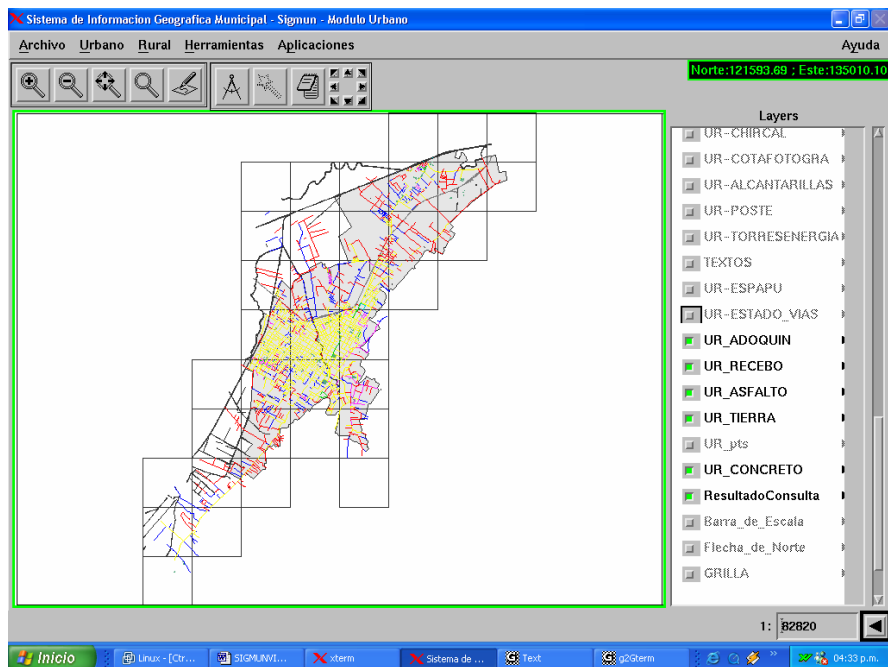 Sistema de Informacion Geografica Municipal - Sigmun - Modulo Urbano
Archivo Urbano Rural Herramientas Aplicaciones Ayuda
Norte:121593.69 ; Este:135010.10
Layers
UR-CHIRCAL
UR-COTAFOTOGRA
UR-ALCANTARILLAS
UR-POSTE
UR-TORRESENERGIA
TEXTOS
UR-ESPAPU
UR-ESTADO_VIAS
UR_ADOQUIN
UR_RECEBO
UR_ASFALTO
UR_TIERRA
UR_pts
UR_CONCRETO
ResultadoConsulta
Barra_de_Escala
Flecha_de_Norte
GRILLA
1: 82820
Inicio Linux - [Ctr... SIGMUNVI... xterm Sistema de ... Text g2Gterm » 04:33 p.m.